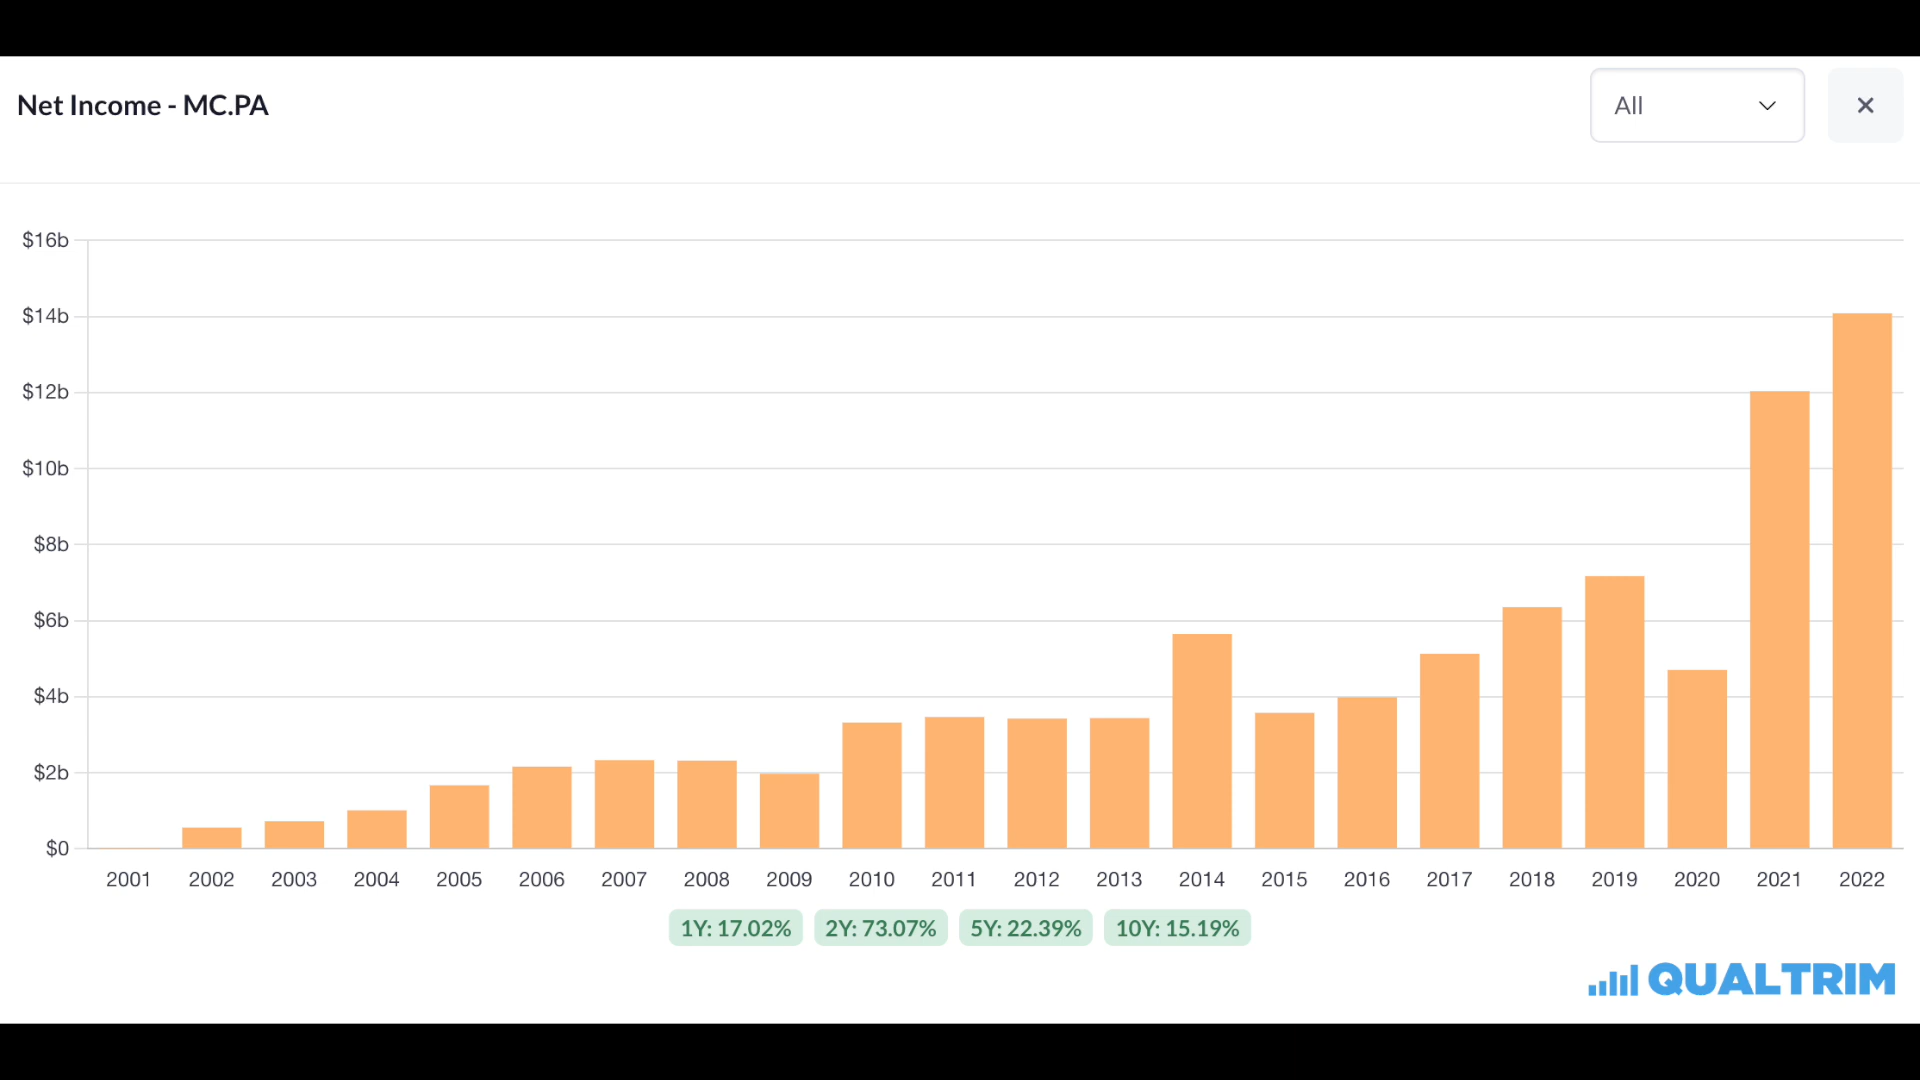 Net Income - MC.PA
All
$16b
$14b
$12b
$10b
$8b
$6b
$4b
$2b
$0
2001 2002 2003 2004 2005 2006 2007 2008 2009 2010 2011 2012 2013 2014 2015 2016 2017 2018 2019 2020 2021 2022
1Y: 17.02% 2Y: 73.07% 5Y: 22.39% 10Y: 15.19%
QUALTRIM